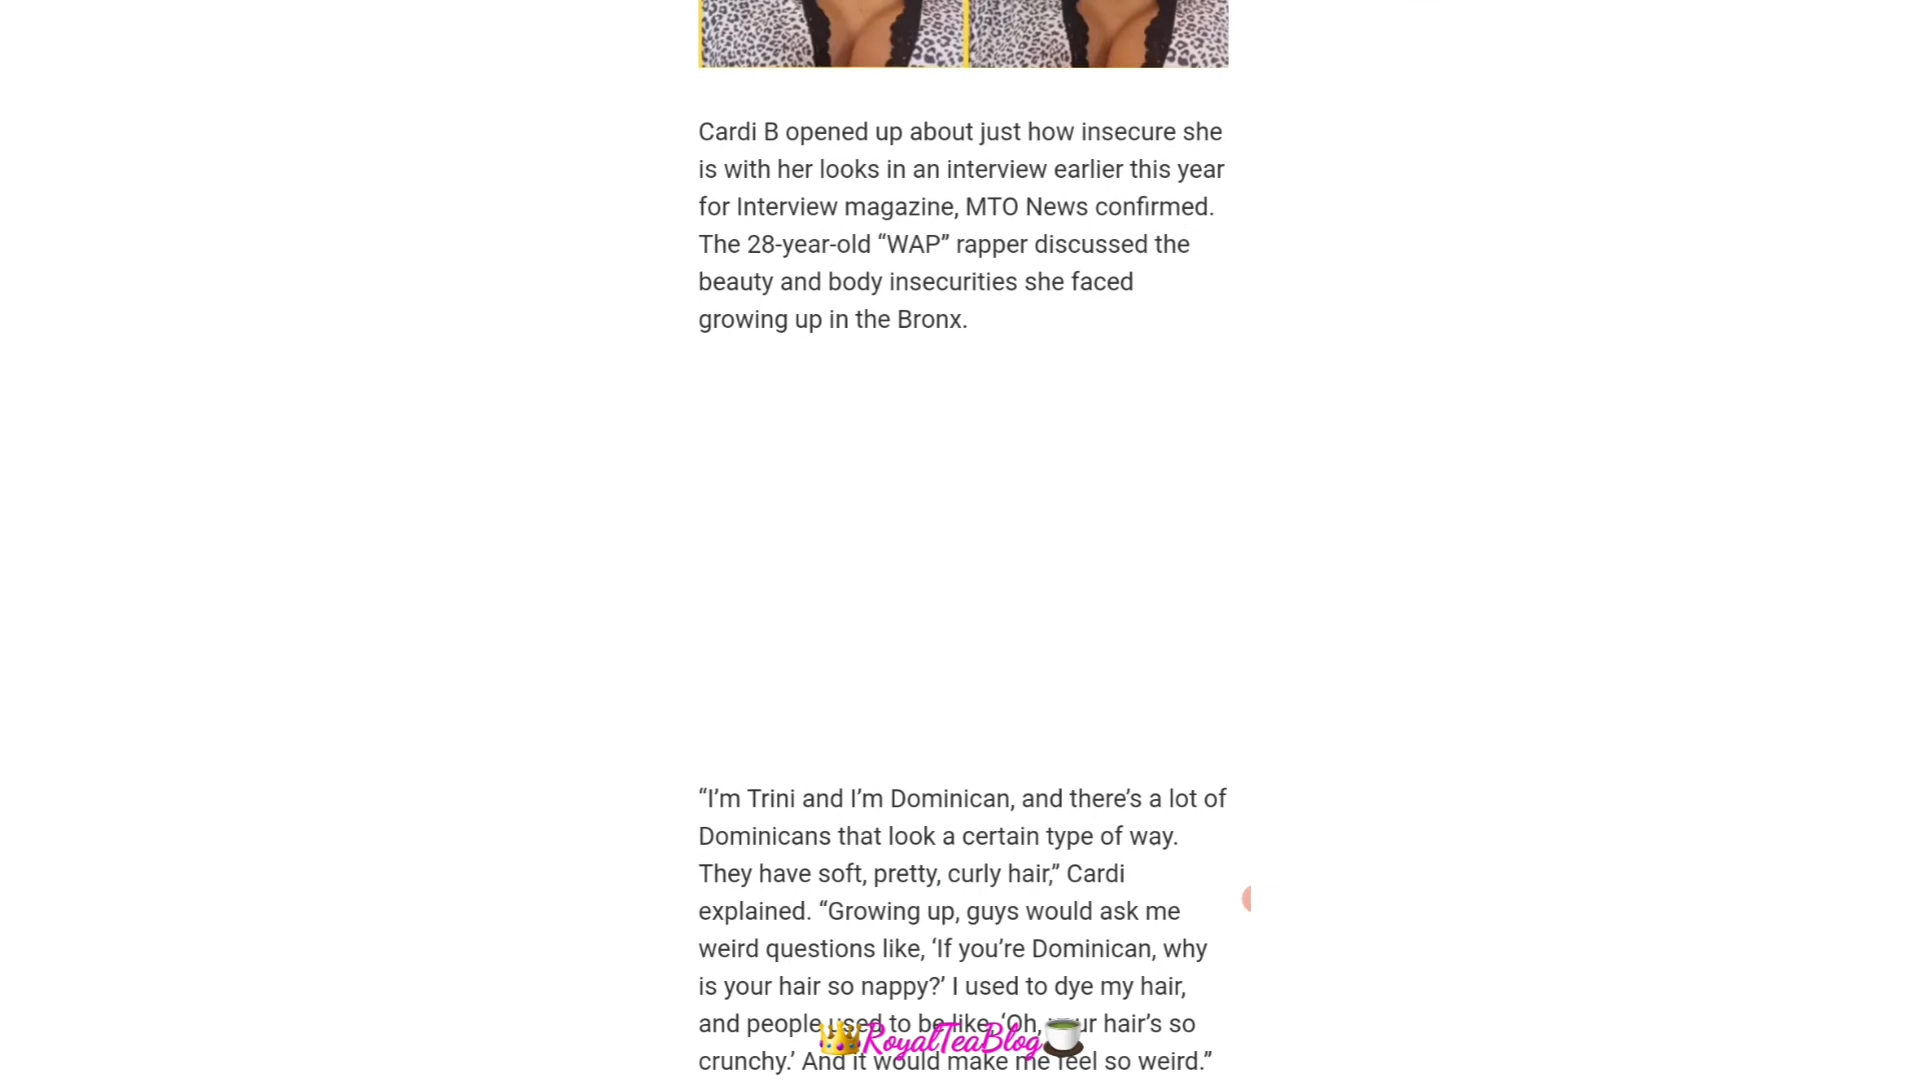 Cardi B opened up about just how insecure she
is with her looks in an interview earlier this year
for Interview magazine, MTO News confirmed.
The 28-year-old “WAP” rapper discussed the
beauty and body insecurities she faced
growing up in the Bronx.
“I’m Trini and I’m Dominican, and there’s a lot of
Dominicans that look a certain type of way.
They have soft, pretty, curly hair,” Cardi
explained. “Growing up, guys would ask me
weird questions like, ‘If you’re Dominican, why
is your hair so nappy?’ I used to dye my hair,
and people used to be like, ‘Oh, your hair’s so
crunchy.’ And it would make me feel so weird.”
RoyalTeaBlog